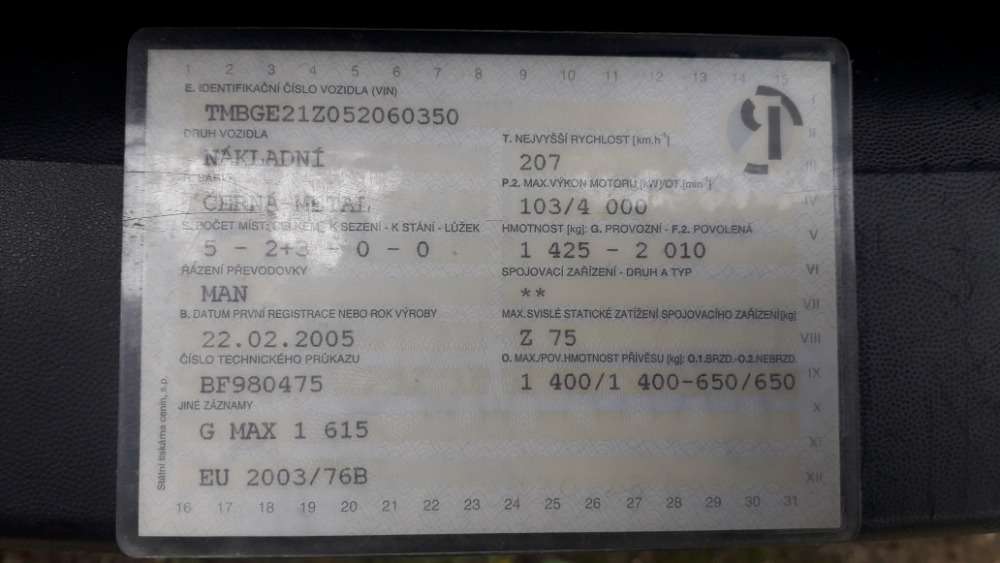 1 2 3 4 5 6 7 8 9 10 11 12 13 14 15
E. IDENTIFIKAČNÍ ČÍSLO VOZIDLA (VIN)
TMBGE21Z052060350
DRUH VOZIDLA
NÁKLADNÍ
R. BARVA
ČERNÁ-METAL
S. POČET MÍST: CELKEM, K SEZENÍ - K STÁNÍ - LŮŽEK
5 - 2+3 - 0 - 0
ŘAZENÍ PŘEVODOVKY
MAN
B. DATUM PRVNÍ REGISTRACE NEBO ROK VÝROBY
22.02.2005
ČÍSLO TECHNICKÉHO PRŮKAZU
BF980475
JINÉ ZÁZNAMY
G MAX 1 615
EU 2003/76B
T. NEJVYŠŠÍ RYCHLOST [km.h⁻¹]
207
P.2. MAX.VÝKON MOTORU [kW]/OT.[min⁻¹]
103/4 000
HMOTNOST [kg]: G. PROVOZNÍ - F.2. POVOLENÁ
1 425 - 2 010
SPOJOVACÍ ZAŘÍZENÍ - DRUH A TYP
**
MAX.SVISLÉ STATICKÉ ZATÍŽENÍ SPOJOVACÍHO ZAŘÍZENÍ[kg]
Z 75
O. MAX./POV.HMOTNOST PŘÍVĚSU [kg]: O.1.BRZD.-O.2.NEBRZD.
1 400/1 400-650/650
I
II
III
IV
V
VI
VII
VIII
IX
X
XI
XII
16 17 18 19 20 21 22 23 24 25 26 27 28 29 30 31
Státní tiskárna cenin, s.p.